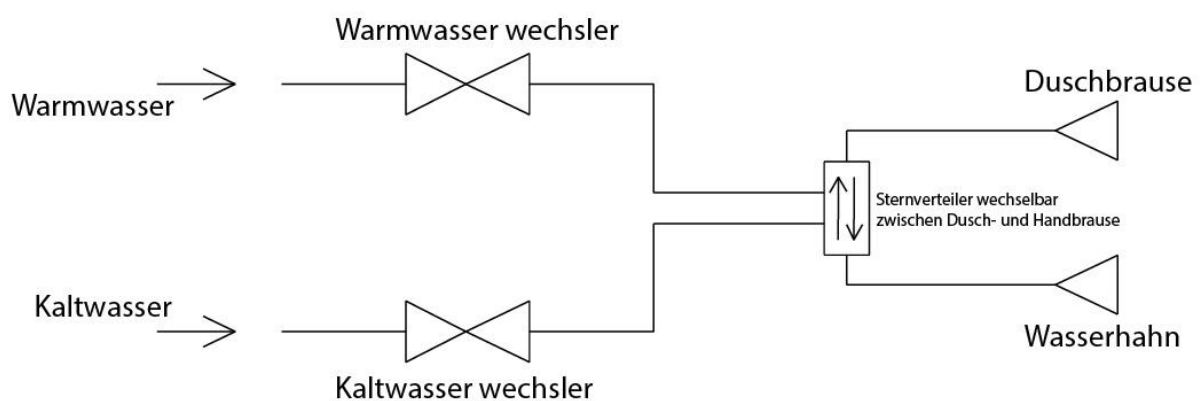 Warmwasser wechsler
Warmwasser
Duschbrause
Sternverteiler wechselbar
zwischen Dusch- und Handbrause
Kaltwasser
Wasserhahn
Kaltwasser wechsler